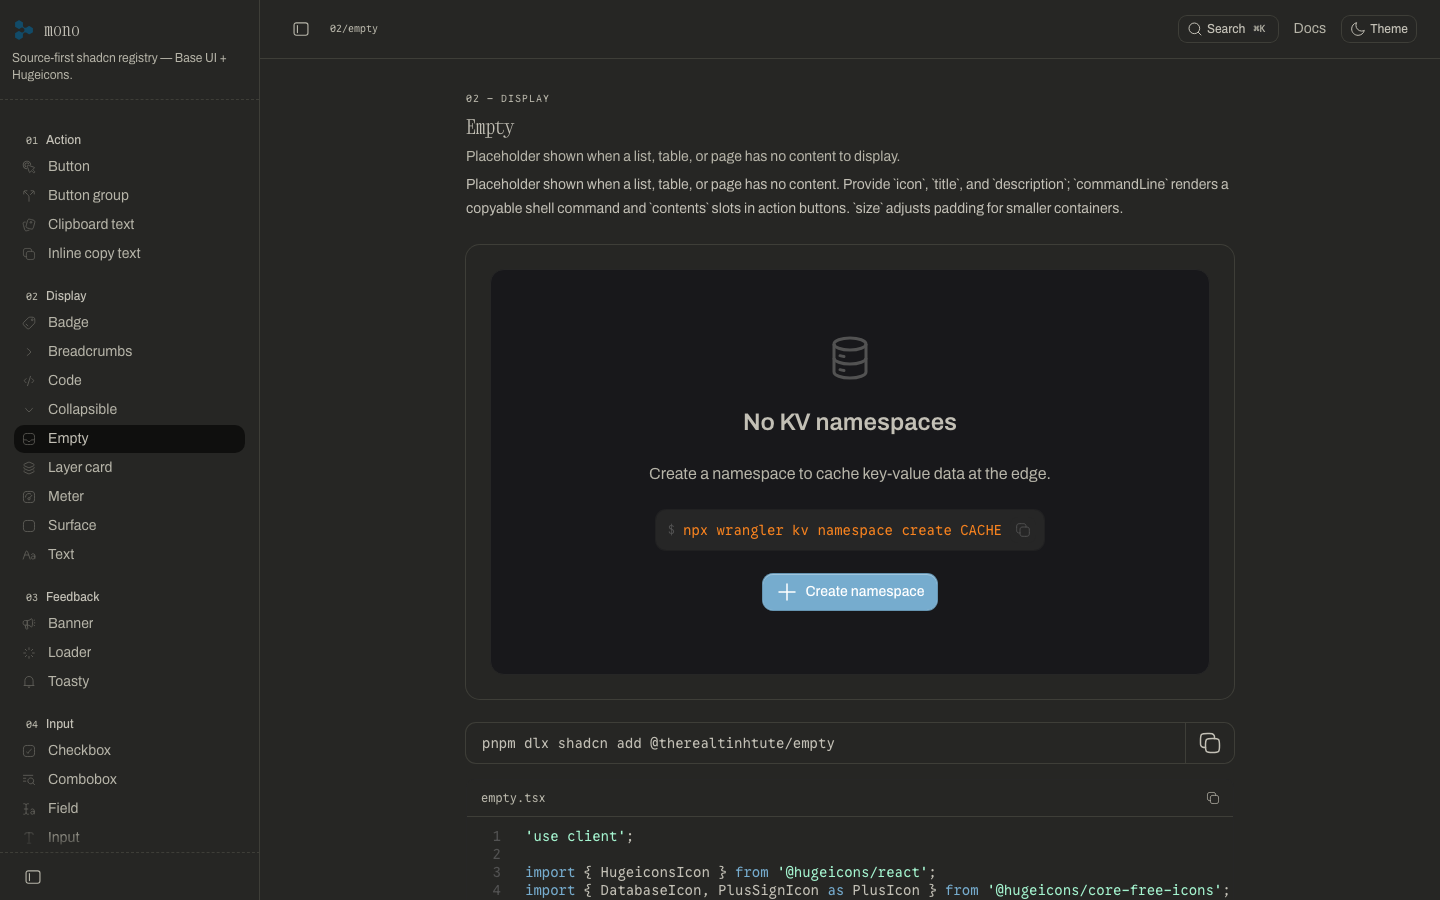 mono
Source-first shadcn registry — Base UI +
Hugeicons.
01 Action
Button
Button group
Clipboard text
Inline copy text
02 Display
Badge
Breadcrumbs
Code
Collapsible
Empty
Layer card
Meter
Surface
Text
03 Feedback
Banner
Loader
Toasty
04 Input
Checkbox
Combobox
Field
Input
02/empty
Search ⌘K
Docs
Theme
02 — DISPLAY
Empty
Placeholder shown when a list, table, or page has no content to display.
Placeholder shown when a list, table, or page has no content. Provide `icon`, `title`, and `description`; `commandLine` renders a
copyable shell command and `contents` slots in action buttons. `size` adjusts padding for smaller containers.
No KV namespaces
Create a namespace to cache key-value data at the edge.
$ npx wrangler kv namespace create CACHE
Create namespace
pnpm dlx shadcn add @therealtinhtute/empty
empty.tsx
1 'use client';
2
3 import { HugeiconsIcon } from '@hugeicons/react';
4 import { DatabaseIcon, PlusSignIcon as PlusIcon } from '@hugeicons/core-free-icons';